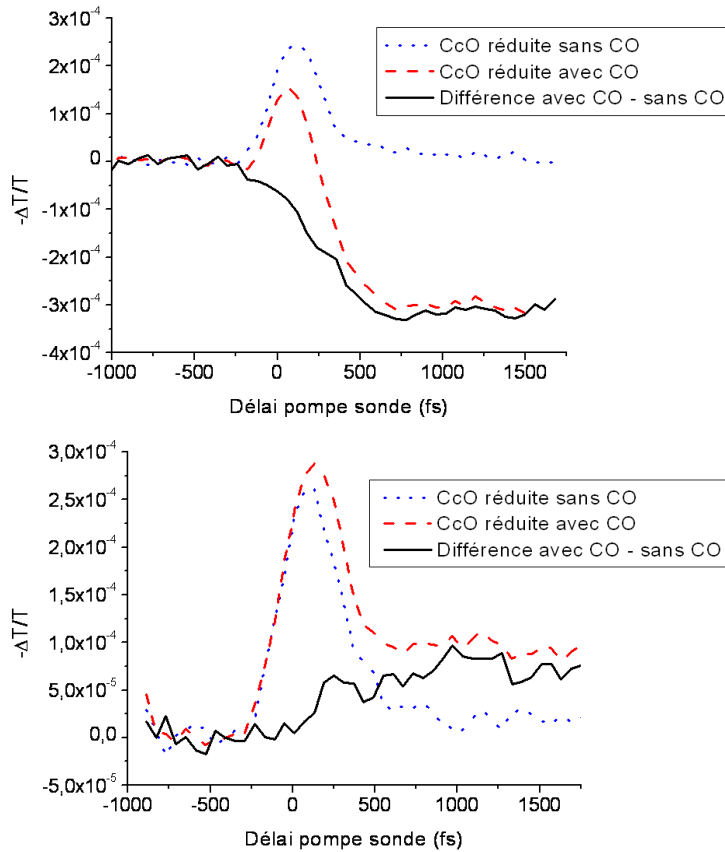 3x10⁻⁴
2x10⁻⁴
1x10⁻⁴
0
-1x10⁻⁴
-2x10⁻⁴
-3x10⁻⁴
-4x10⁻⁴
-ΔT/T
-1000 -500 0 500 1000 1500
Délai pompe sonde (fs)
CcO réduite sans CO
CcO réduite avec CO
Différence avec CO - sans CO
3,0x10⁻⁴
2,5x10⁻⁴
2,0x10⁻⁴
1,5x10⁻⁴
1,0x10⁻⁴
5,0x10⁻⁵
0,0
-5,0x10⁻⁵
-ΔT/T
-1000 -500 0 500 1000 1500
Délai pompe sonde (fs)
CcO réduite sans CO
CcO réduite avec CO
Différence avec CO - sans CO